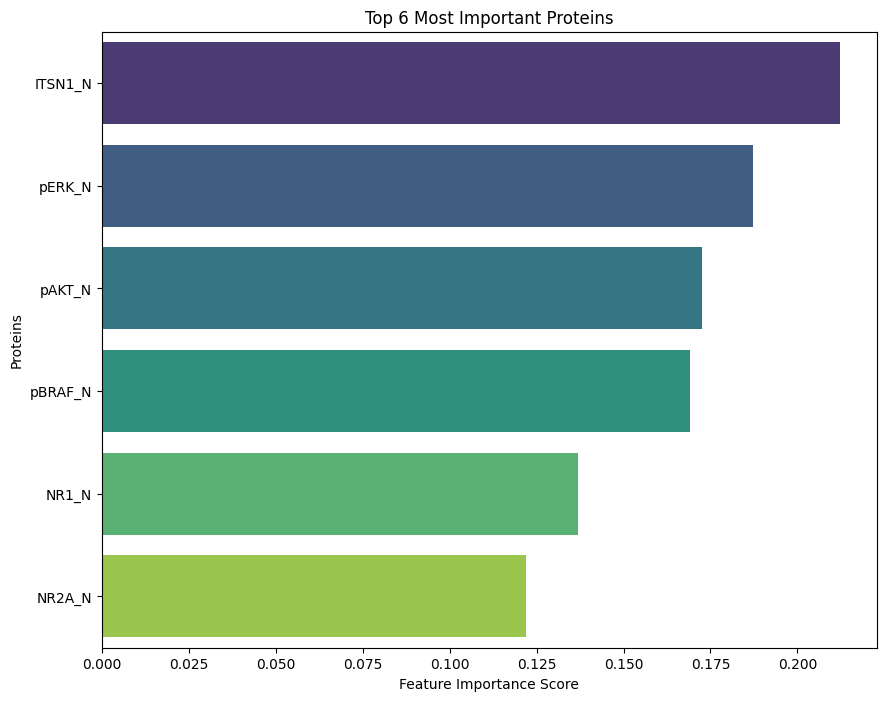 Top 6 Most Important Proteins
Proteins
ITSN1_N
pERK_N
pAKT_N
pBRAF_N
NR1_N
NR2A_N
0.000 0.025 0.050 0.075 0.100 0.125 0.150 0.175 0.200
Feature Importance Score